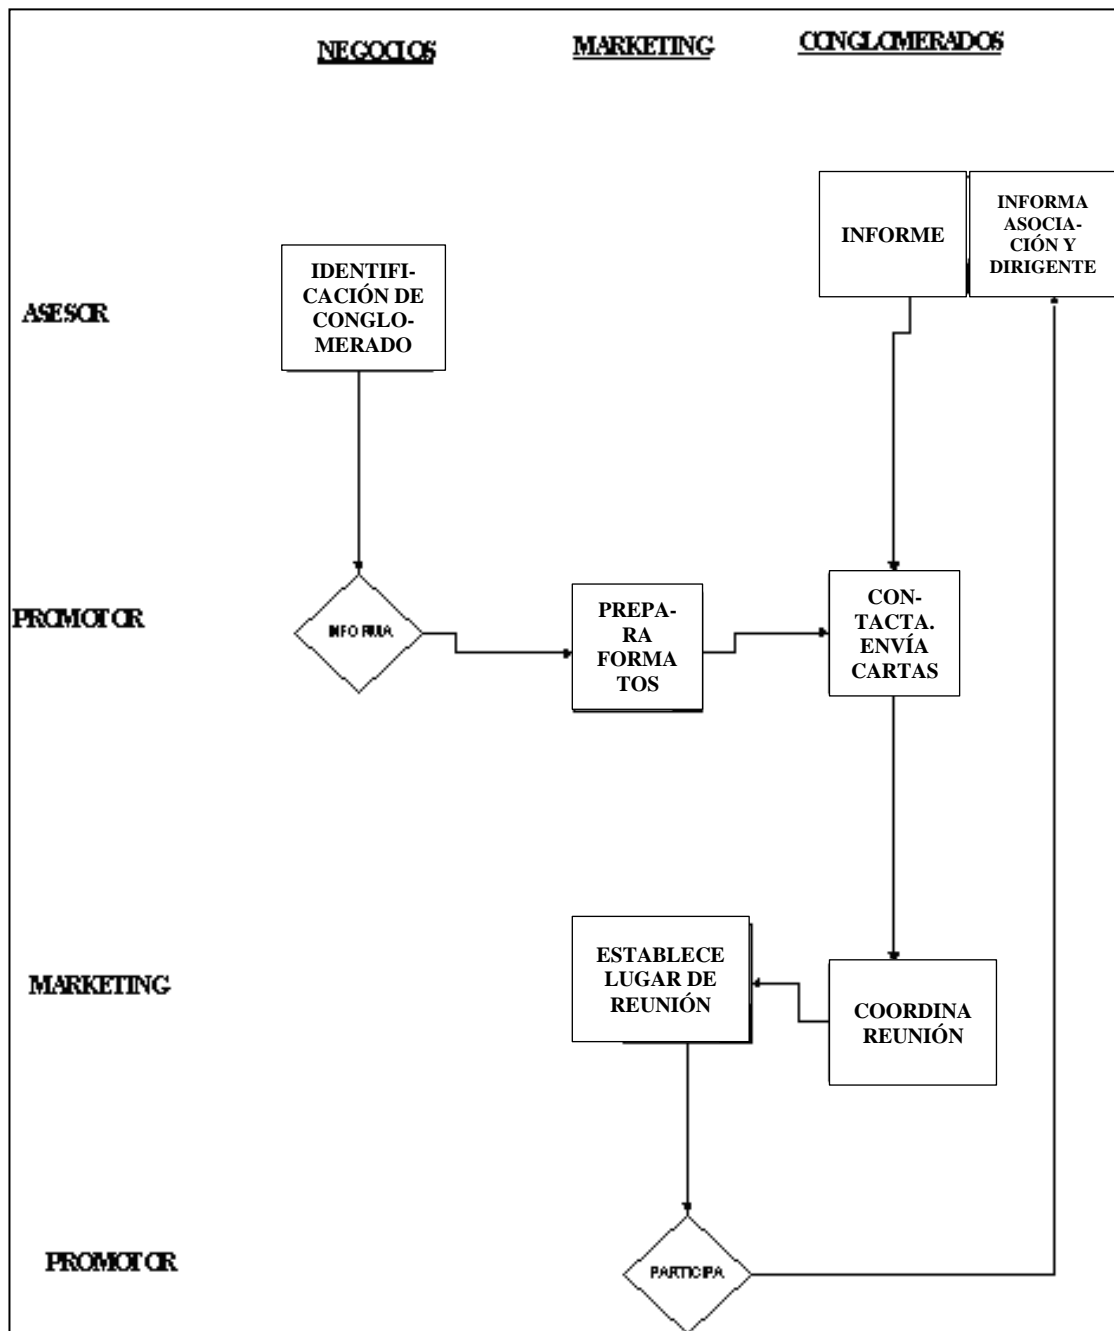 NEGOCIOS MARKETING CONGLOMERADOS
INFORME
INFORMA
ASOCIA-
CIÓN Y
DIRIGENTE
ASESOR
IDENTIFI-
CACIÓN DE
CONGLO-
MERADO
PROMOTOR
INFORMA
PREPA-
RA
FORMA
TOS
CON-
TACTA.
ENVÍA
CARTAS
MARKETING
ESTABLECE
LUGAR DE
REUNIÓN
COORDINA
REUNIÓN
PROMOTOR
PARTICIPA